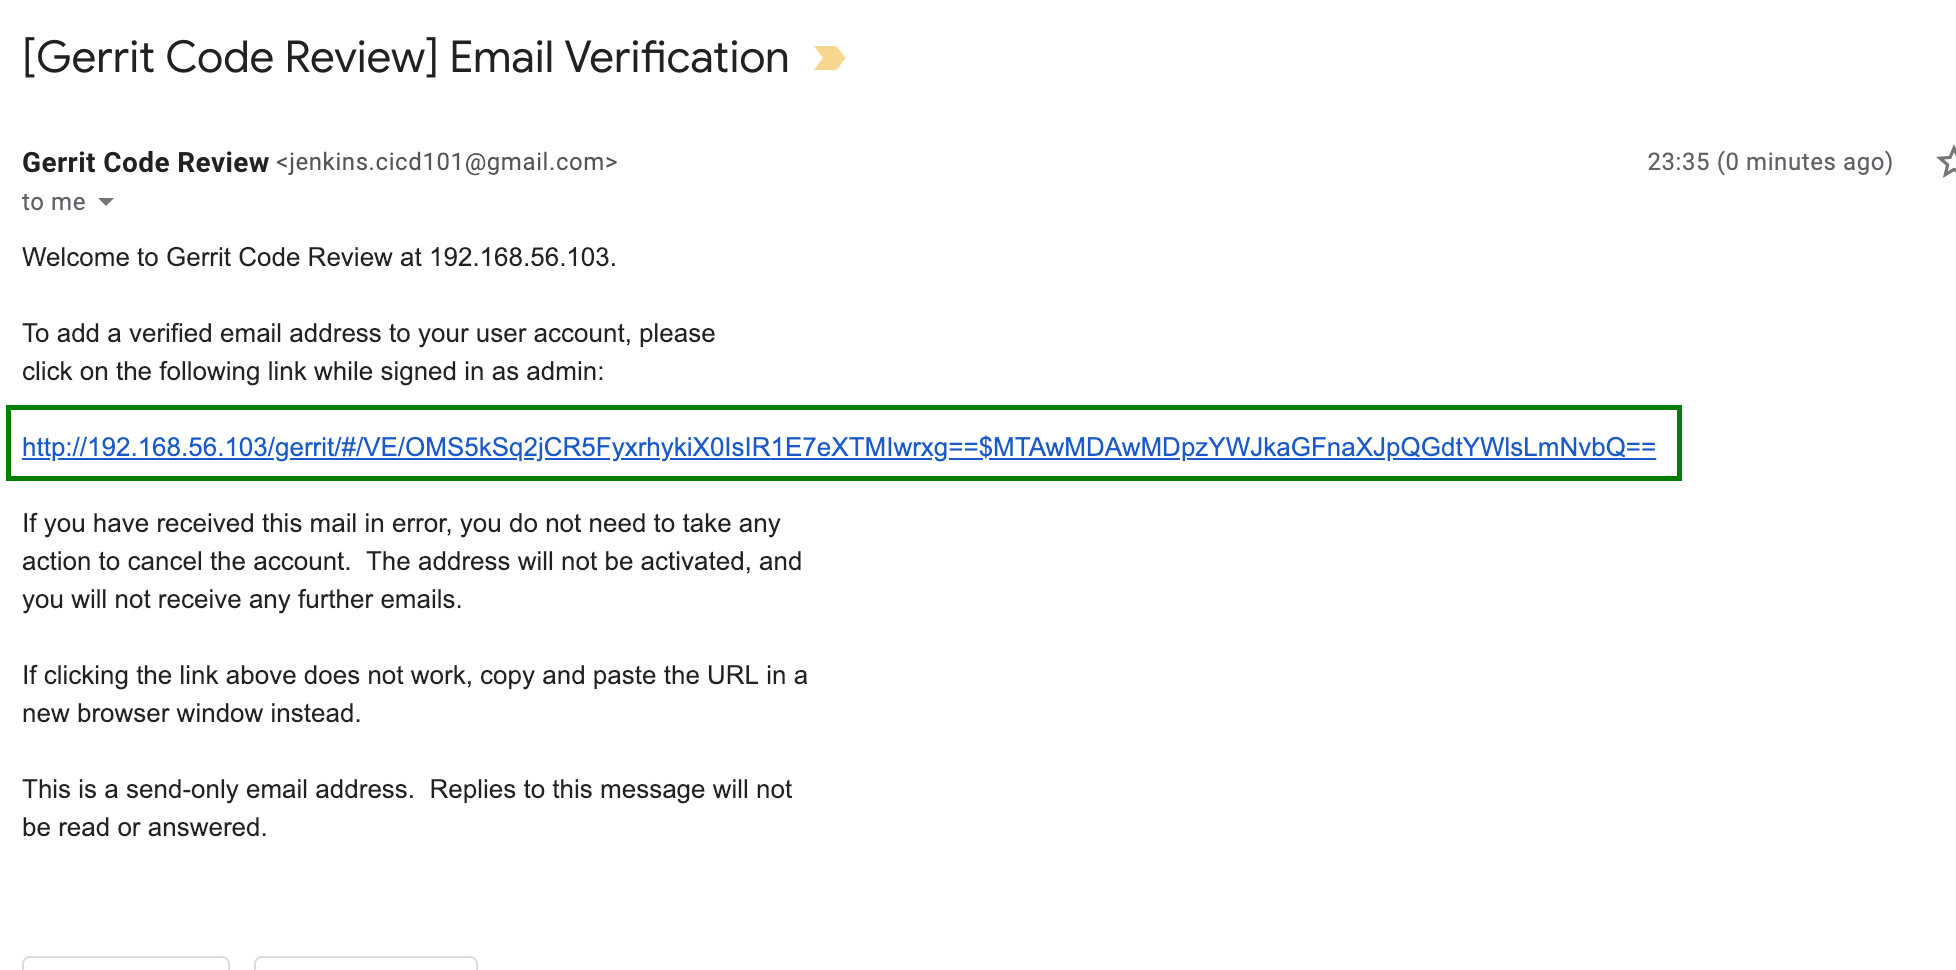 [Gerrit Code Review] Email Verification
Gerrit Code Review <jenkins.cicd101@gmail.com> 23:35 (0 minutes ago)
to me
Welcome to Gerrit Code Review at 192.168.56.103.
To add a verified email address to your user account, please
click on the following link while signed in as admin:
http://192.168.56.103/gerrit/#/VE/OMS5kSq2jCR5FyxrhykiX0IsIR1E7eXTMIwrxg==$MTAwMDAwMDpzYWJkaGFnaXJpQGdtYWlsLmNvbQ==
If you have received this mail in error, you do not need to take any
action to cancel the account.  The address will not be activated, and
you will not receive any further emails.
If clicking the link above does not work, copy and paste the URL in a
new browser window instead.
This is a send-only email address.  Replies to this message will not
be read or answered.